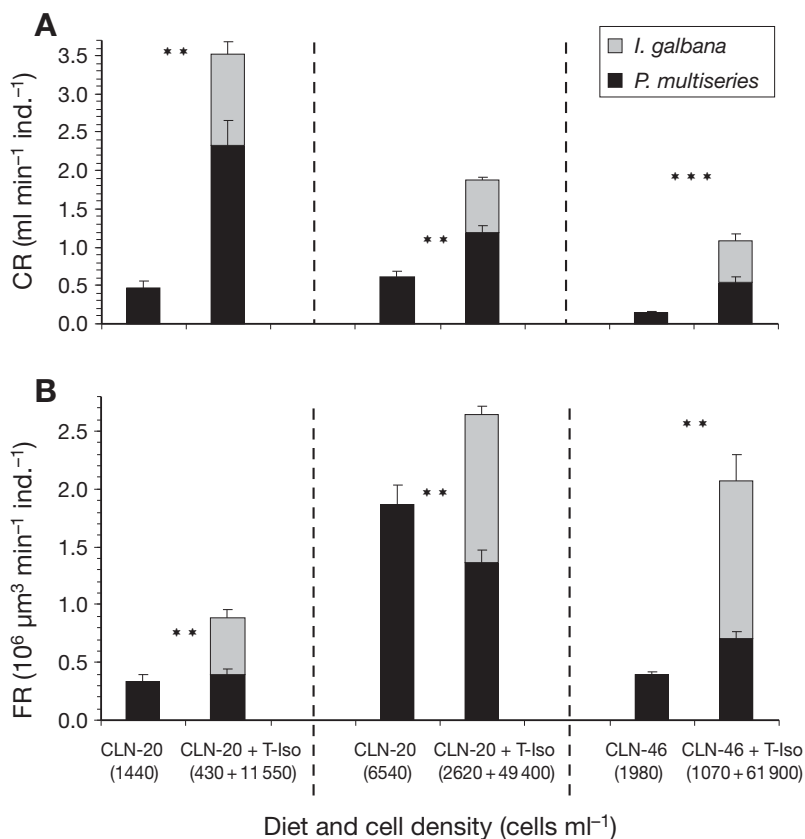 A
I. galbana
P. multiseries
CR (ml min⁻¹ ind.⁻¹)
3.5
3.0
2.5
2.0
1.5
1.0
0.5
0.0
** 
**
***
B
FR (10⁶ µm³ min⁻¹ ind.⁻¹)
2.5
2.0
1.5
1.0
0.5
0.0
**
**
**
CLN-20 CLN-20 + T-Iso CLN-20 CLN-20 + T-Iso CLN-46 CLN-46 + T-Iso
(1440) (430 + 11 550) (6540) (2620 + 49 400) (1980) (1070 + 61 900)
Diet and cell density (cells ml⁻¹)